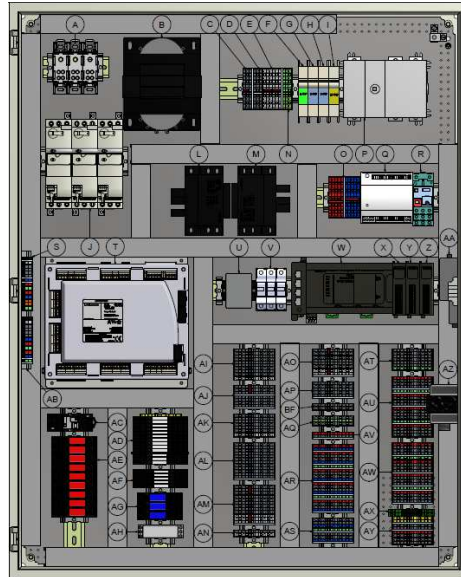 A B C D E F G H I
L M N O P Q R
S J T U V W X Y Z AA
AB
AC
AD
AE
AF
AG
AH
AI
AJ
AK
AL
AM
AN
AO
AP
BF
AQ
AR
AS
AT
AU
AV
AW
AX
AY
AZ